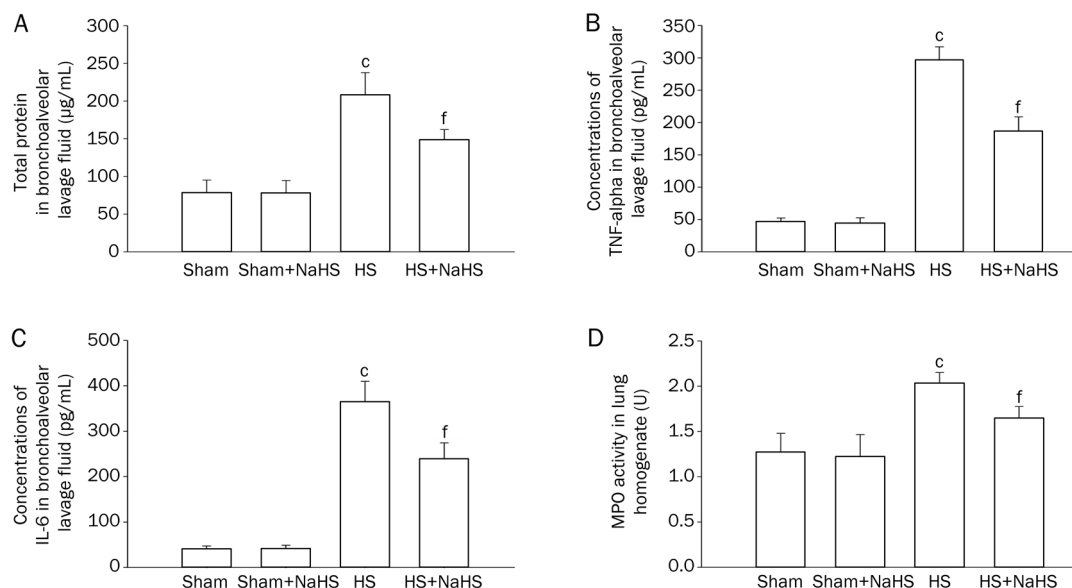 A
Total protein
in bronchoalveolar
lavage fluid (µg/mL)
300
250
200
150
100
50
0
c
f
Sham
Sham+NaHS
HS
HS+NaHS
B
Concentrations of
TNF-alpha in bronchoalveolar
lavage fluid (pg/mL)
350
300
250
200
150
100
50
0
c
f
Sham
Sham+NaHS
HS
HS+NaHS
C
Concentrations of
IL-6 in bronchoalveolar
lavage fluid (pg/mL)
500
400
300
200
100
0
c
f
Sham
Sham+NaHS
HS
HS+NaHS
D
MPO activity in lung
homogenate (U)
2.5
2.0
1.5
1.0
0.5
0.0
c
f
Sham
Sham+NaHS
HS
HS+NaHS